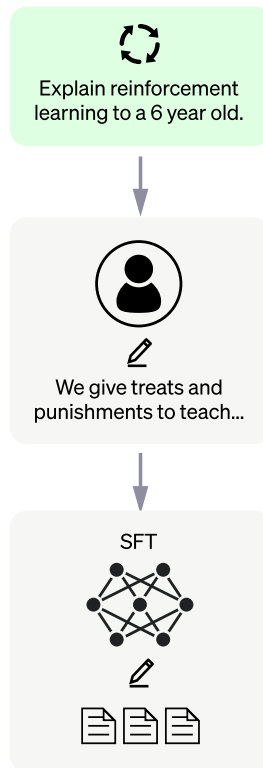 Explain reinforcement
learning to a 6 year old.
We give treats and
punishments to teach...
SFT